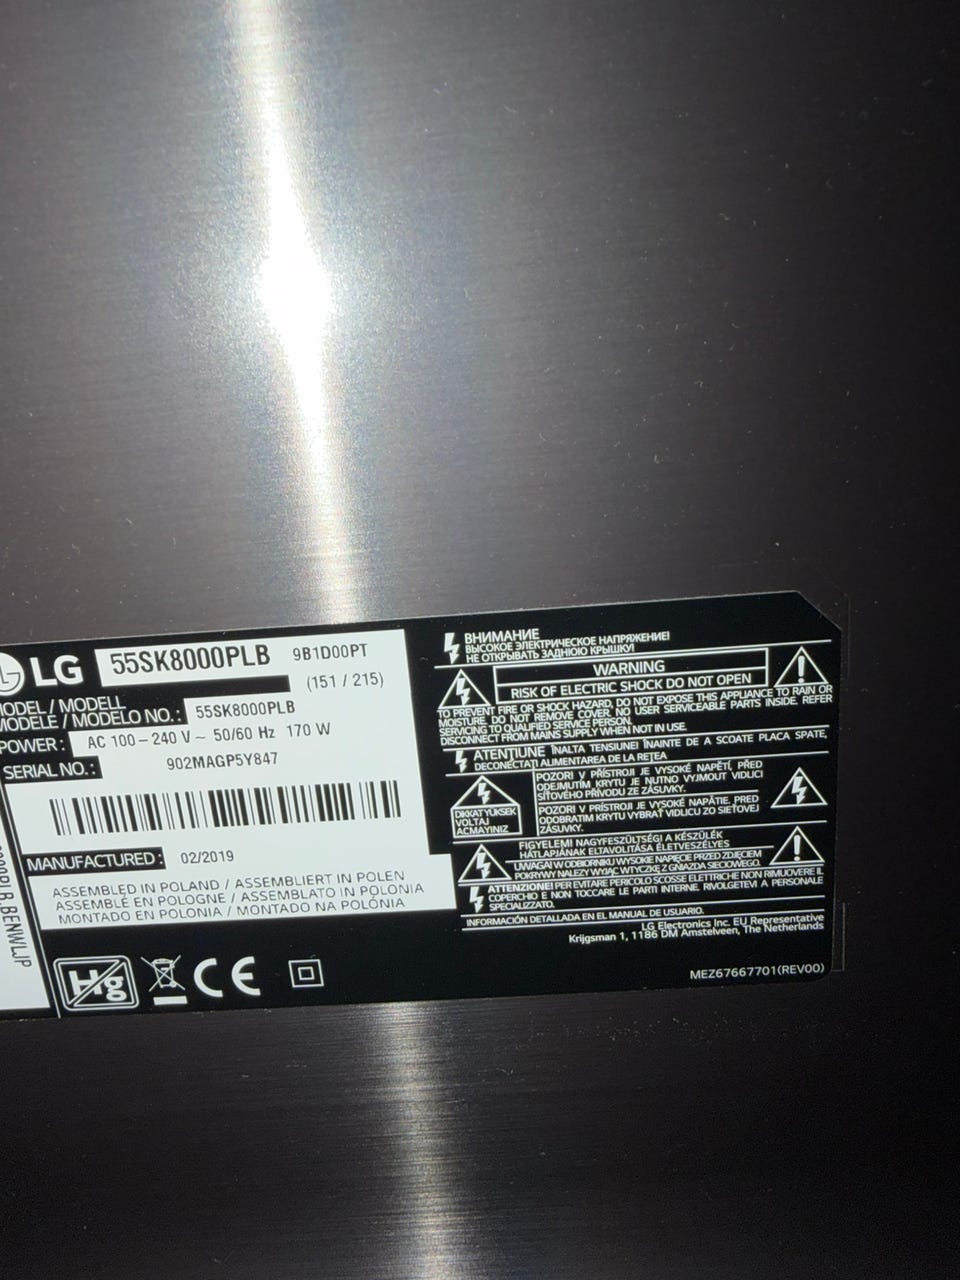 LG 55SK8000PLB 9B1D00PT
(151 / 215)
MODEL / MODELL
MODÈLE / MODELO NO. : 55SK8000PLB
POWER : AC 100 – 240 V ~ 50/60 Hz 170 W
SERIAL NO. : 902MAGP5Y847
MANUFACTURED : 02/2019
ASSEMBLED IN POLAND / ASSEMBLIERT IN POLEN
ASSEMBLÉ EN POLOGNE / ASSEMBLATO IN POLONIA
MONTADO EN POLONIA / MONTADO NA POLÓNIA
Hg
CE
PLB.BENWLJP
ВНИМАНИЕ
ВЫСОКОЕ ЭЛЕКТРИЧЕСКОЕ НАПРЯЖЕНИЕ!
НЕ ОТКРЫВАТЬ ЗАДНЮЮ КРЫШКУ!
WARNING
RISK OF ELECTRIC SHOCK DO NOT OPEN
TO PREVENT FIRE OR SHOCK HAZARD, DO NOT EXPOSE THIS APPLIANCE TO RAIN OR
MOISTURE. DO NOT REMOVE COVER. NO USER SERVICEABLE PARTS INSIDE. REFER
SERVICING TO QUALIFIED SERVICE PERSON.
DISCONNECT FROM MAINS SUPPLY WHEN NOT IN USE.
ATENȚIUNE ÎNALTA TENSIUNE! ÎNAINTE DE A SCOATE PLACA SPATE,
DECONECTAȚI ALIMENTAREA DE LA REȚEA
DİKKAT YÜKSEK
VOLTAJ
AÇMAYINIZ
POZOR! V PŘÍSTROJI JE VYSOKÉ NAPĚTÍ, PŘED
ODEJMUTÍM KRYTU JE NUTNO VYJMOUT VIDLICI
SÍŤOVÉHO PŘÍVODU ZE ZÁSUVKY.
POZOR! V PRÍSTROJI JE VYSOKÉ NAPÄTIE, PRED
ODOBRATÍM KRYTU VYBRAŤ VIDLICU ZO SIEŤOVEJ
ZÁSUVKY.
FIGYELEM! NAGYFESZÜLTSÉG! A KÉSZÜLÉK
HÁTLAPJÁNAK ELTÁVOLÍTÁSA ÉLETVESZÉLYES
UWAGA! W ODBIORNIKU WYSOKIE NAPIĘCIE PRZED ZDJĘCIEM
POKRYWY NALEŻY WYJĄĆ WTYCZKĘ Z GNIAZDA SIECIOWEGO.
ATTENZIONE! PER EVITARE PERICOLO SCOSSE ELETTRICHE NON RIMUOVERE IL
COPERCHIO E NON TOCCARE LE PARTI INTERNE. RIVOLGETEVI A PERSONALE
SPECIALIZZATO.
INFORMACIÓN DETALLADA EN EL MANUAL DE USUARIO.
LG Electronics Inc. EU Representative
Krijgsman 1, 1186 DM Amstelveen, The Netherlands
MEZ67667701(REV00)